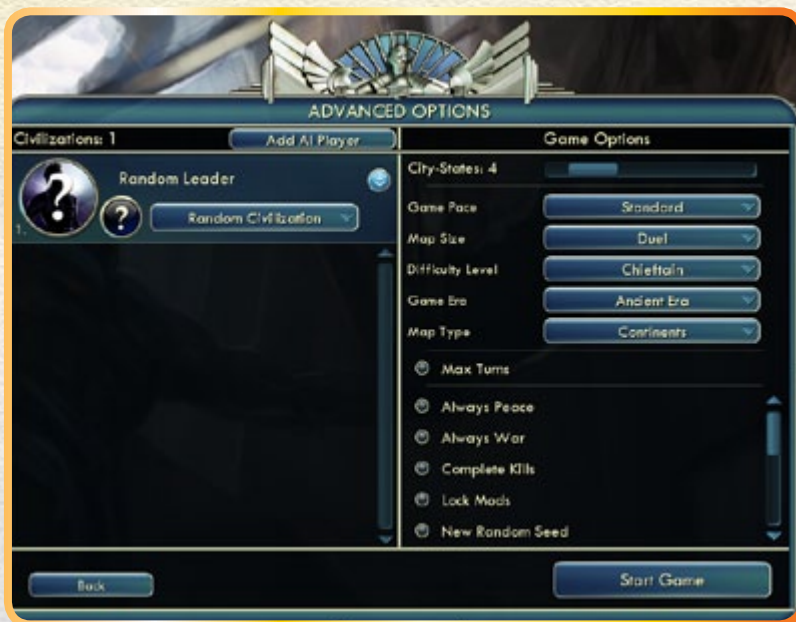 ADVANCED OPTIONS
Civilizations: 1
Add AI Player
?
Random Leader
1.
?
Random Civilization
Game Options
City-States: 4
Game Pace
Standard
Map Size
Duel
Difficulty Level
Chieftain
Game Era
Ancient Era
Map Type
Continents
Max Turns
Always Peace
Always War
Complete Kills
Lock Mods
New Random Seed
Back
Start Game